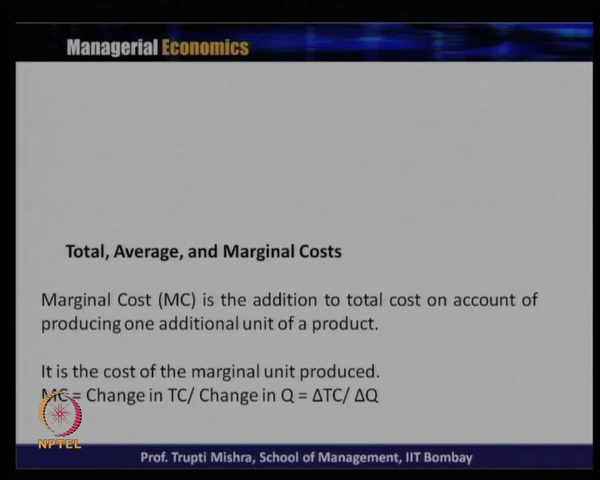 Managerial Economics
Total, Average, and Marginal Costs
Marginal Cost (MC) is the addition to total cost on account of
producing one additional unit of a product.
It is the cost of the marginal unit produced.
MC = Change in TC/ Change in Q = ΔTC/ ΔQ
NPTEL
Prof. Trupti Mishra, School of Management, IIT Bombay